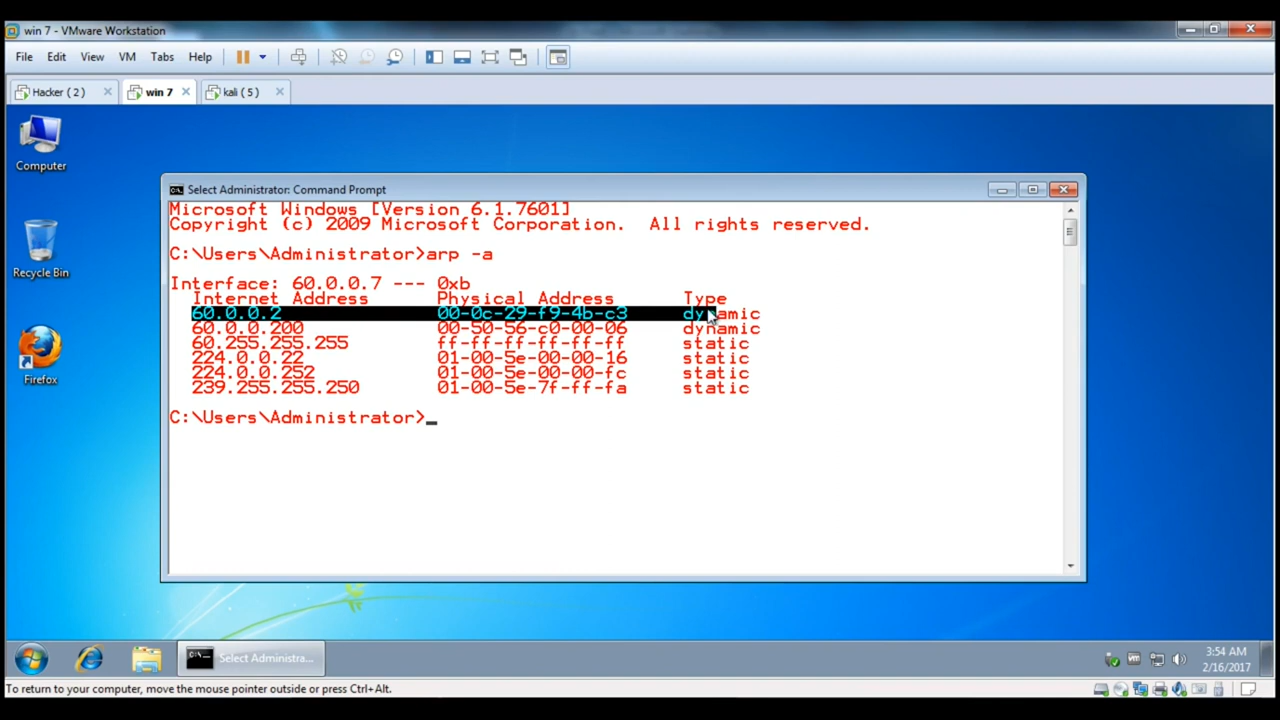 win 7 - VMware Workstation
File Edit View VM Tabs Help
Hacker ( 2 ) win 7 kali ( 5 )
Computer
Recycle Bin
Firefox
Select Administrator: Command Prompt
Microsoft Windows [Version 6.1.7601]
Copyright (c) 2009 Microsoft Corporation.  All rights reserved.
C:\Users\Administrator>arp -a
Interface: 60.0.0.7 --- 0xb
Internet Address Physical Address Type
60.0.0.2 00-0c-29-f9-4b-c3 dynamic
60.0.0.200 00-50-56-c0-00-06 dynamic
60.255.255.255 ff-ff-ff-ff-ff-ff static
224.0.0.22 01-00-5e-00-00-16 static
224.0.0.252 01-00-5e-00-00-fc static
239.255.255.250 01-00-5e-7f-ff-fa static
C:\Users\Administrator>
Select Administra...
3:54 AM
2/16/2017
To return to your computer, move the mouse pointer outside or press Ctrl+Alt.